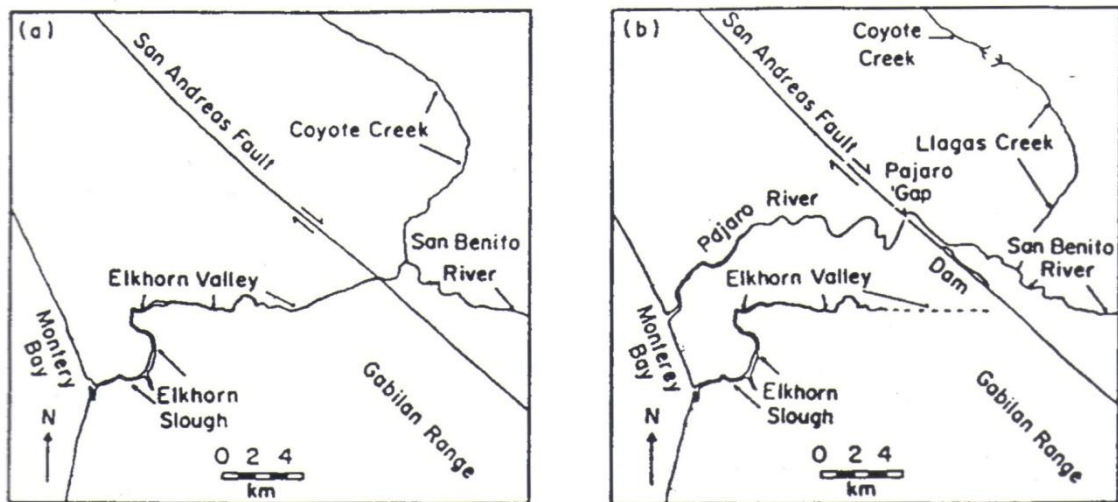 (a)
San Andreas Fault
Coyote Creek
San Benito
River
Elkhorn Valley
Monterry
Bay
Elkhorn
Slough
Gabilan Range
N
0 2 4
km
(b)
Coyote
Creek
San Andreas Fault
Llagas Creek
Pajaro
Gap
Pajaro River
San Benito
River
Dam
Elkhorn Valley
Monterey
Bay
Elkhorn
Slough
Gabilan Range
N
0 2 4
km